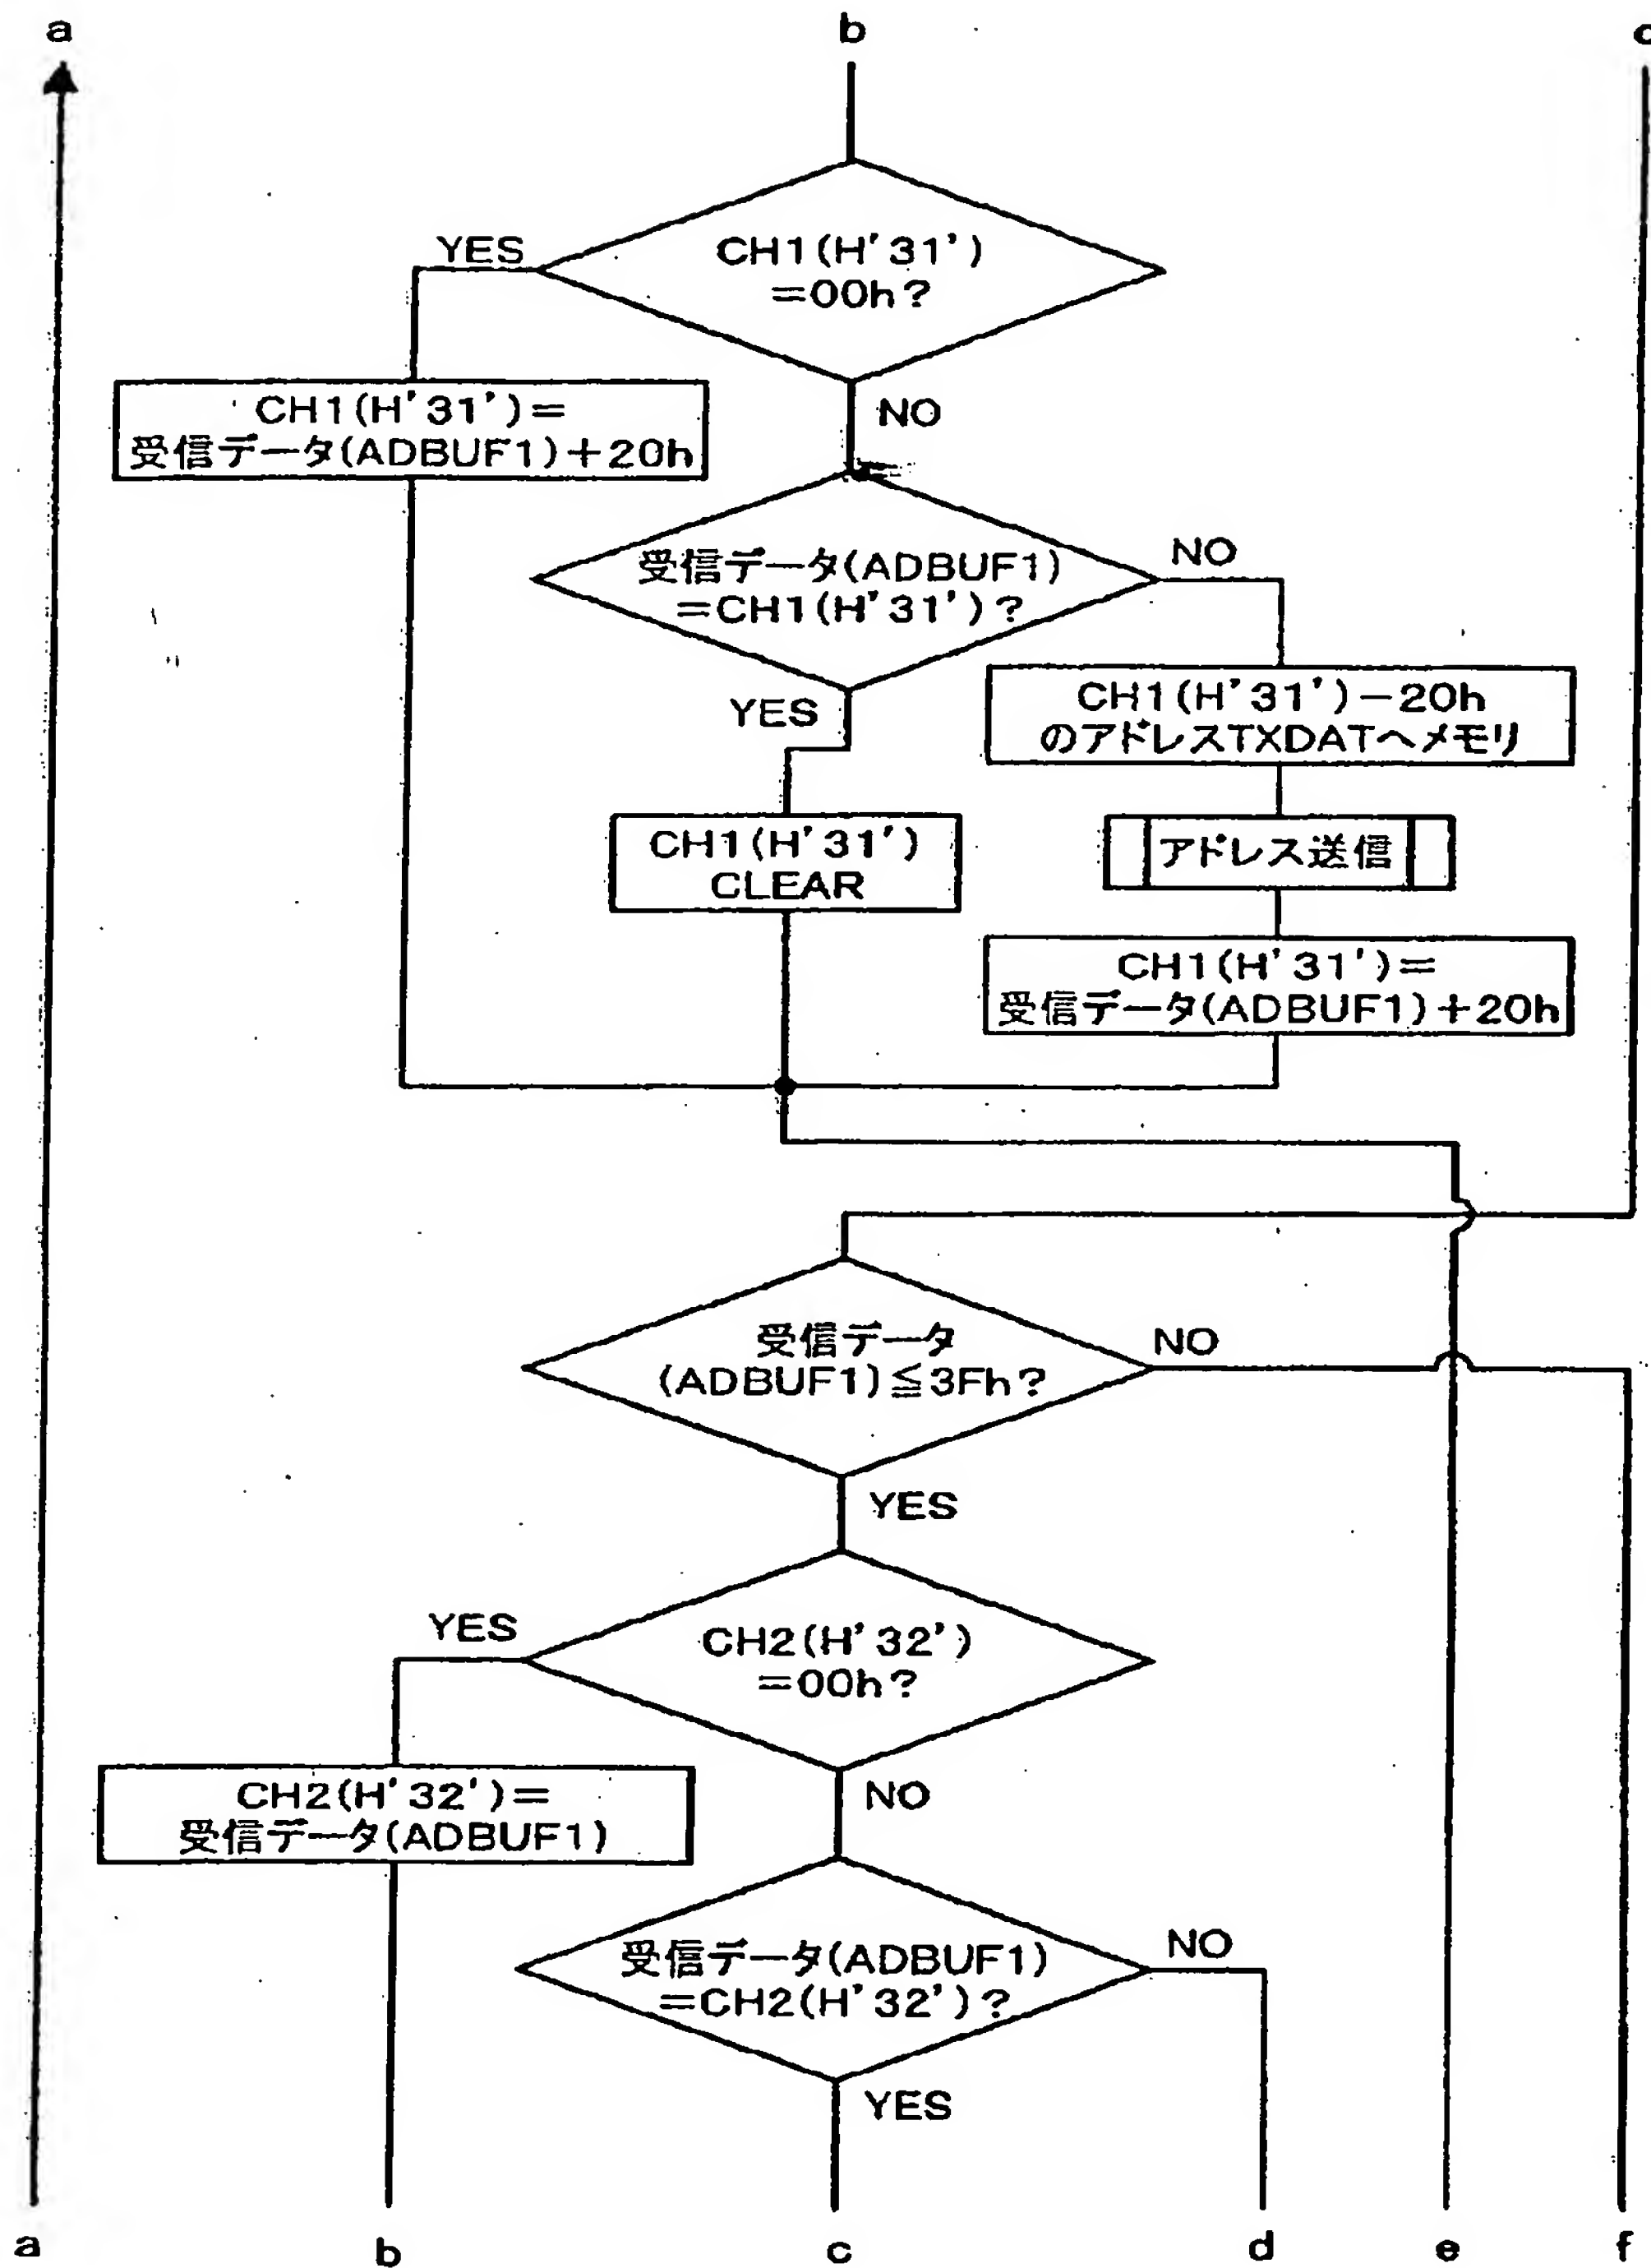 a
b
c
CH1(H'31')
=00h?
YES
NO
CH1(H'31')=
受信データ(ADBUF1)+20h
受信データ(ADBUF1)
=CH1(H'31')?
NO
YES
CH1(H'31')-20h
のアドレスTXDATへメモリ
CH1(H'31')
CLEAR
アドレス送信
CH1(H'31')=
受信データ(ADBUF1)+20h
受信データ
(ADBUF1)≦3Fh?
NO
YES
CH2(H'32')
=00h?
YES
NO
CH2(H'32')=
受信データ(ADBUF1)
受信データ(ADBUF1)
=CH2(H'32')?
NO
YES
a
b
c
d
e
f